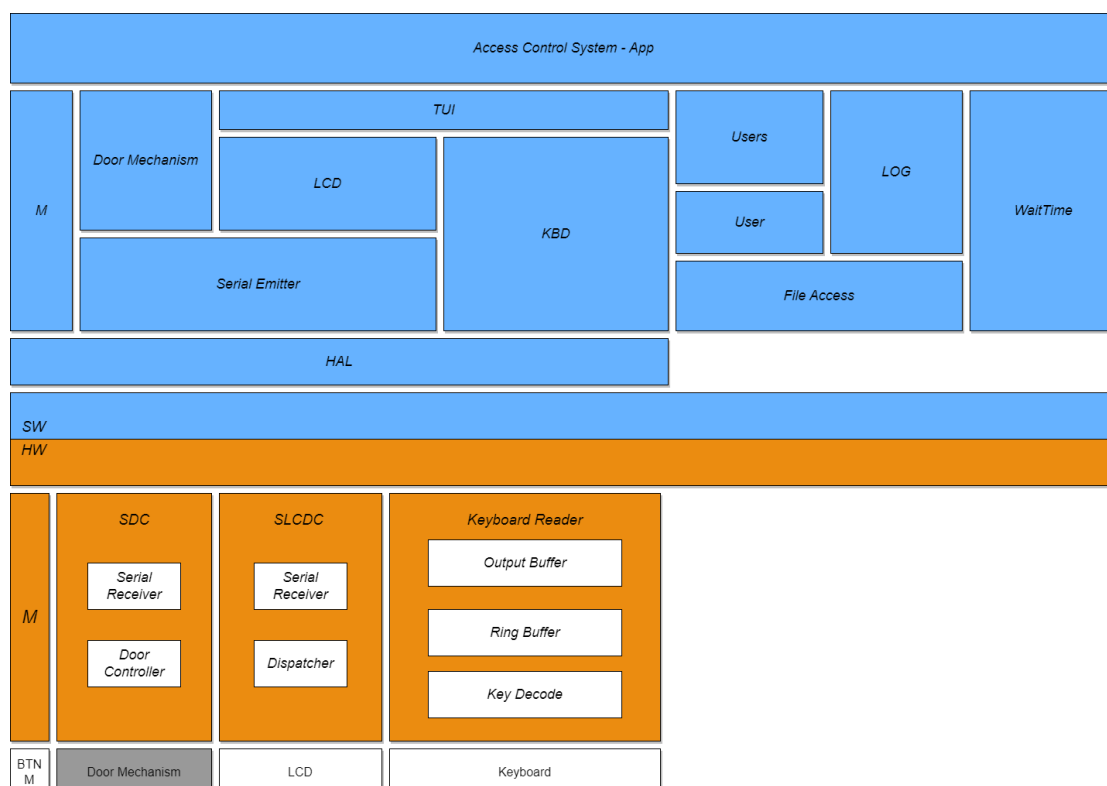 Access Control System - App
M
Door Mechanism
TUI
LCD
KBD
Serial Emitter
Users
User
LOG
File Access
WaitTime
HAL
SW
HW
M
SDC
Serial
Receiver
Door
Controller
SLCDC
Serial
Receiver
Dispatcher
Keyboard Reader
Output Buffer
Ring Buffer
Key Decode
BTN
M
Door Mechanism
LCD
Keyboard